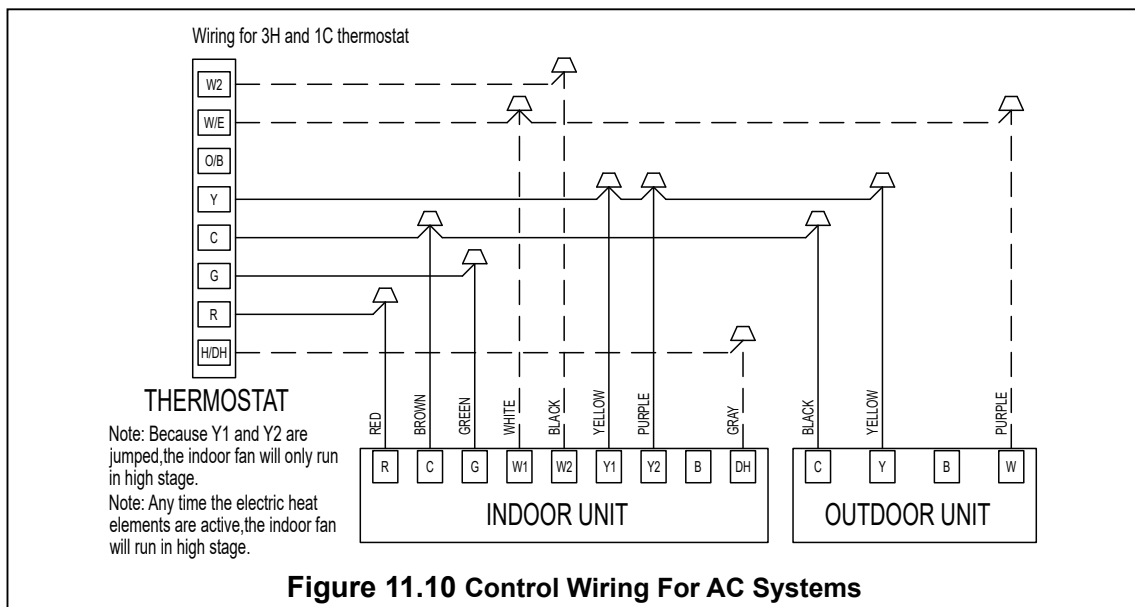 Wiring for 3H and 1C thermostat
W2
W/E
O/B
Y
C
G
R
H/DH
THERMOSTAT
Note: Because Y1 and Y2 are
jumped,the indoor fan will only run
in high stage.
Note: Any time the electric heat
elements are active,the indoor fan
will run in high stage.
RED
BROWN
GREEN
WHITE
BLACK
YELLOW
PURPLE
GRAY
BLACK
YELLOW
PURPLE
R C G W1 W2 Y1 Y2 B DH
C Y B W
INDOOR UNIT
OUTDOOR UNIT
Figure 11.10 Control Wiring For AC Systems